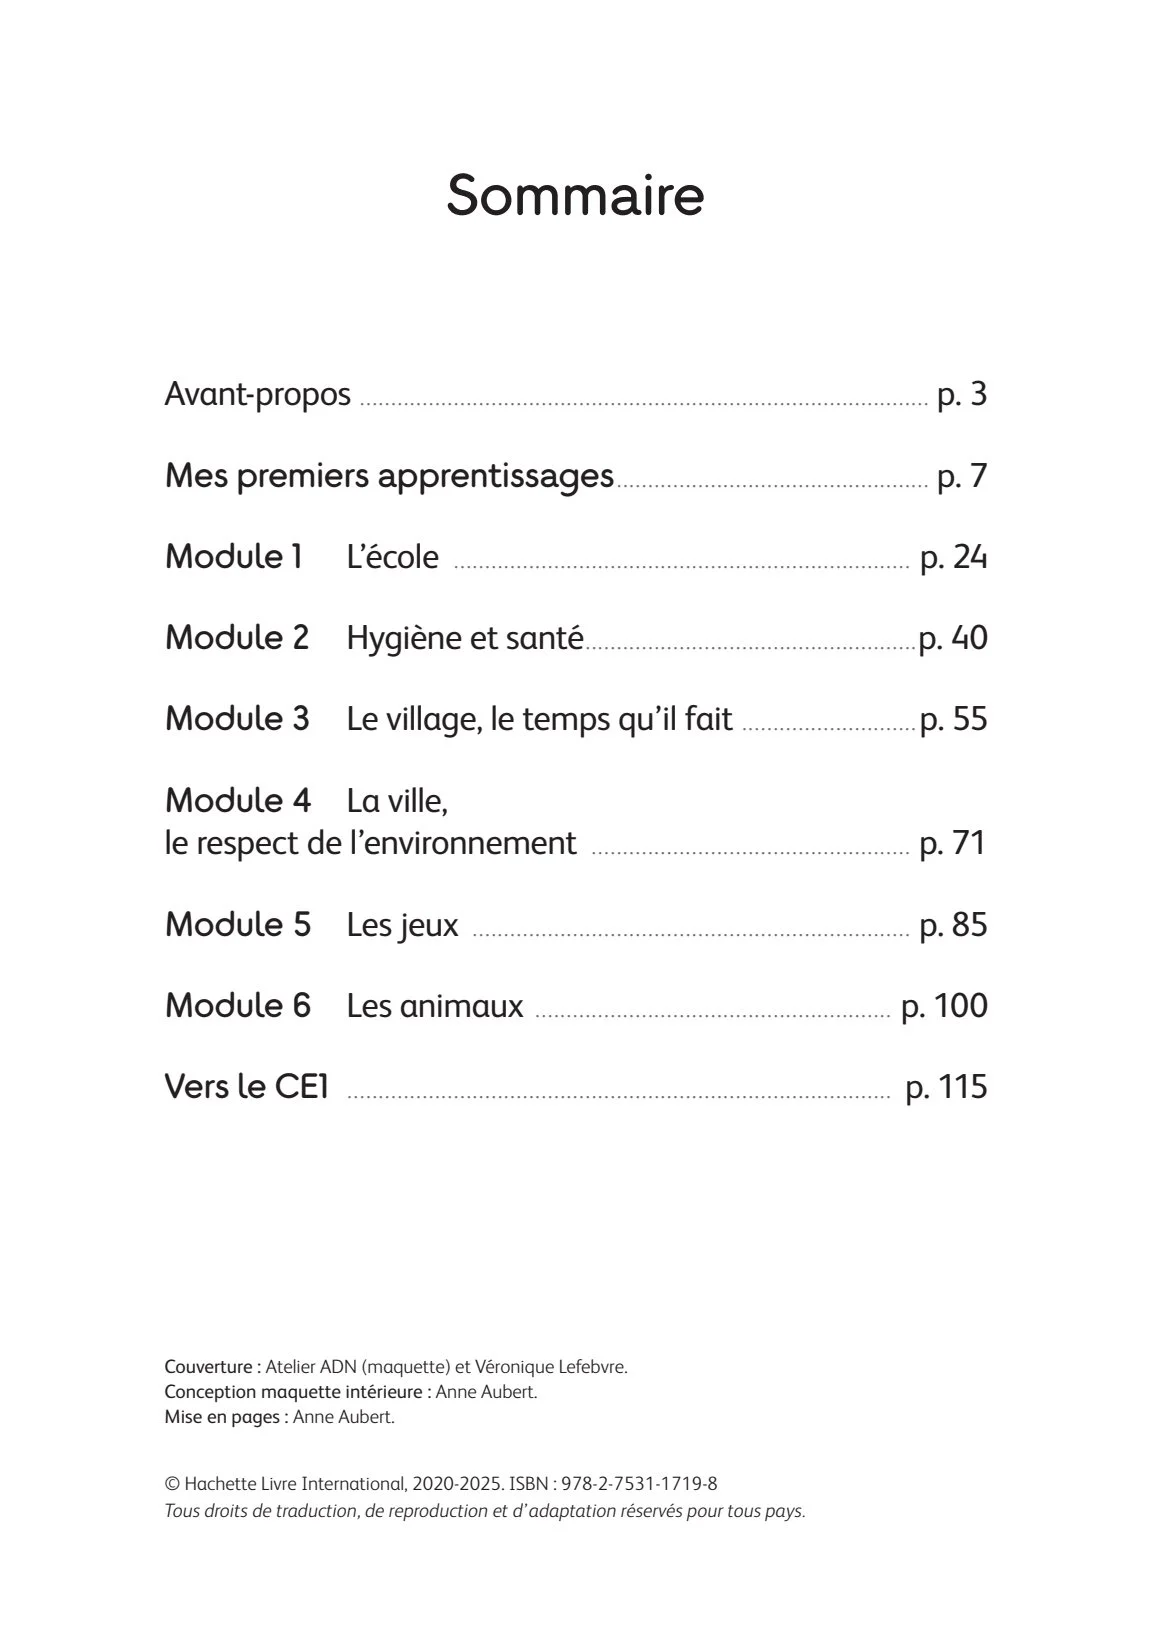 Sommaire
Avant-propos ........ p. 3
Mes premiers apprentissages ........ p. 7
Module 1 L’école ........ p. 24
Module 2 Hygiène et santé ........ p. 40
Module 3 Le village, le temps qu’il fait ........ p. 55
Module 4 La ville,
le respect de l’environnement ........ p. 71
Module 5 Les jeux ........ p. 85
Module 6 Les animaux ........ p. 100
Vers le CE1 ........ p. 115
Couverture : Atelier ADN (maquette) et Véronique Lefebvre.
Conception maquette intérieure : Anne Aubert.
Mise en pages : Anne Aubert.
© Hachette Livre International, 2020-2025. ISBN : 978-2-7531-1719-8
Tous droits de traduction, de reproduction et d’adaptation réservés pour tous pays.